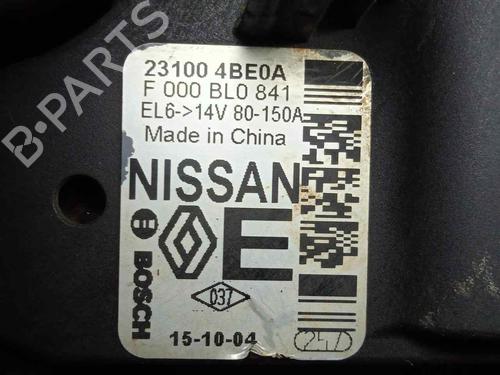 B-PARTS
23100 4BE0A
F 000 BL0 841
EL6->14V 80-150A
Made in China
NISSAN
E
BOSCH
037
15-10-04
257